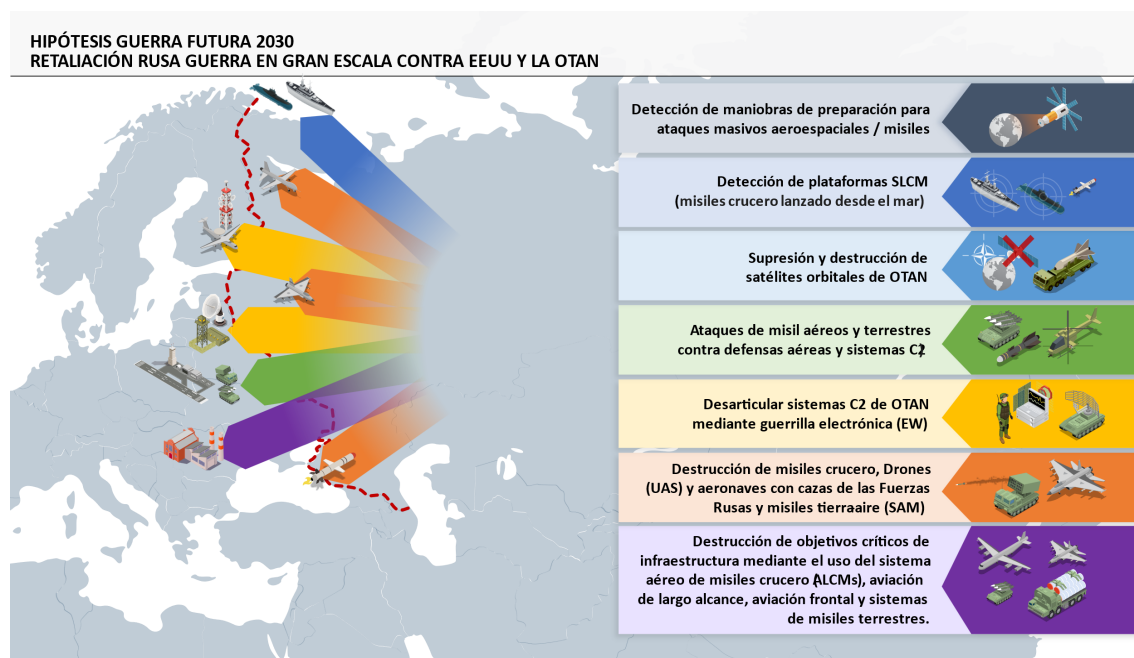 HIPÓTESIS GUERRA FUTURA 2030
RETALIACIÓN RUSA GUERRA EN GRAN ESCALA CONTRA EEUU Y LA OTAN
Detección de maniobras de preparación para
ataques masivos aeroespaciales / misiles
Detección de plataformas SLCM
(misiles crucero lanzado desde el mar)
Supresión y destrucción de
satélites orbitales de OTAN
Ataques de misil aéreos y terrestres
contra defensas aéreas y sistemas C2
Desarticular sistemas C2 de OTAN
mediante guerrilla electrónica (EW)
Destrucción de misiles crucero, Drones
(UAS) y aeronaves con cazas de las Fuerzas
Rusas y misiles tierraaire (SAM)
Destrucción de objetivos críticos de
infraestructura mediante el uso del sistema
aéreo de misiles crucero (ALCMs), aviación
de largo alcance, aviación frontal y sistemas
de misiles terrestres.